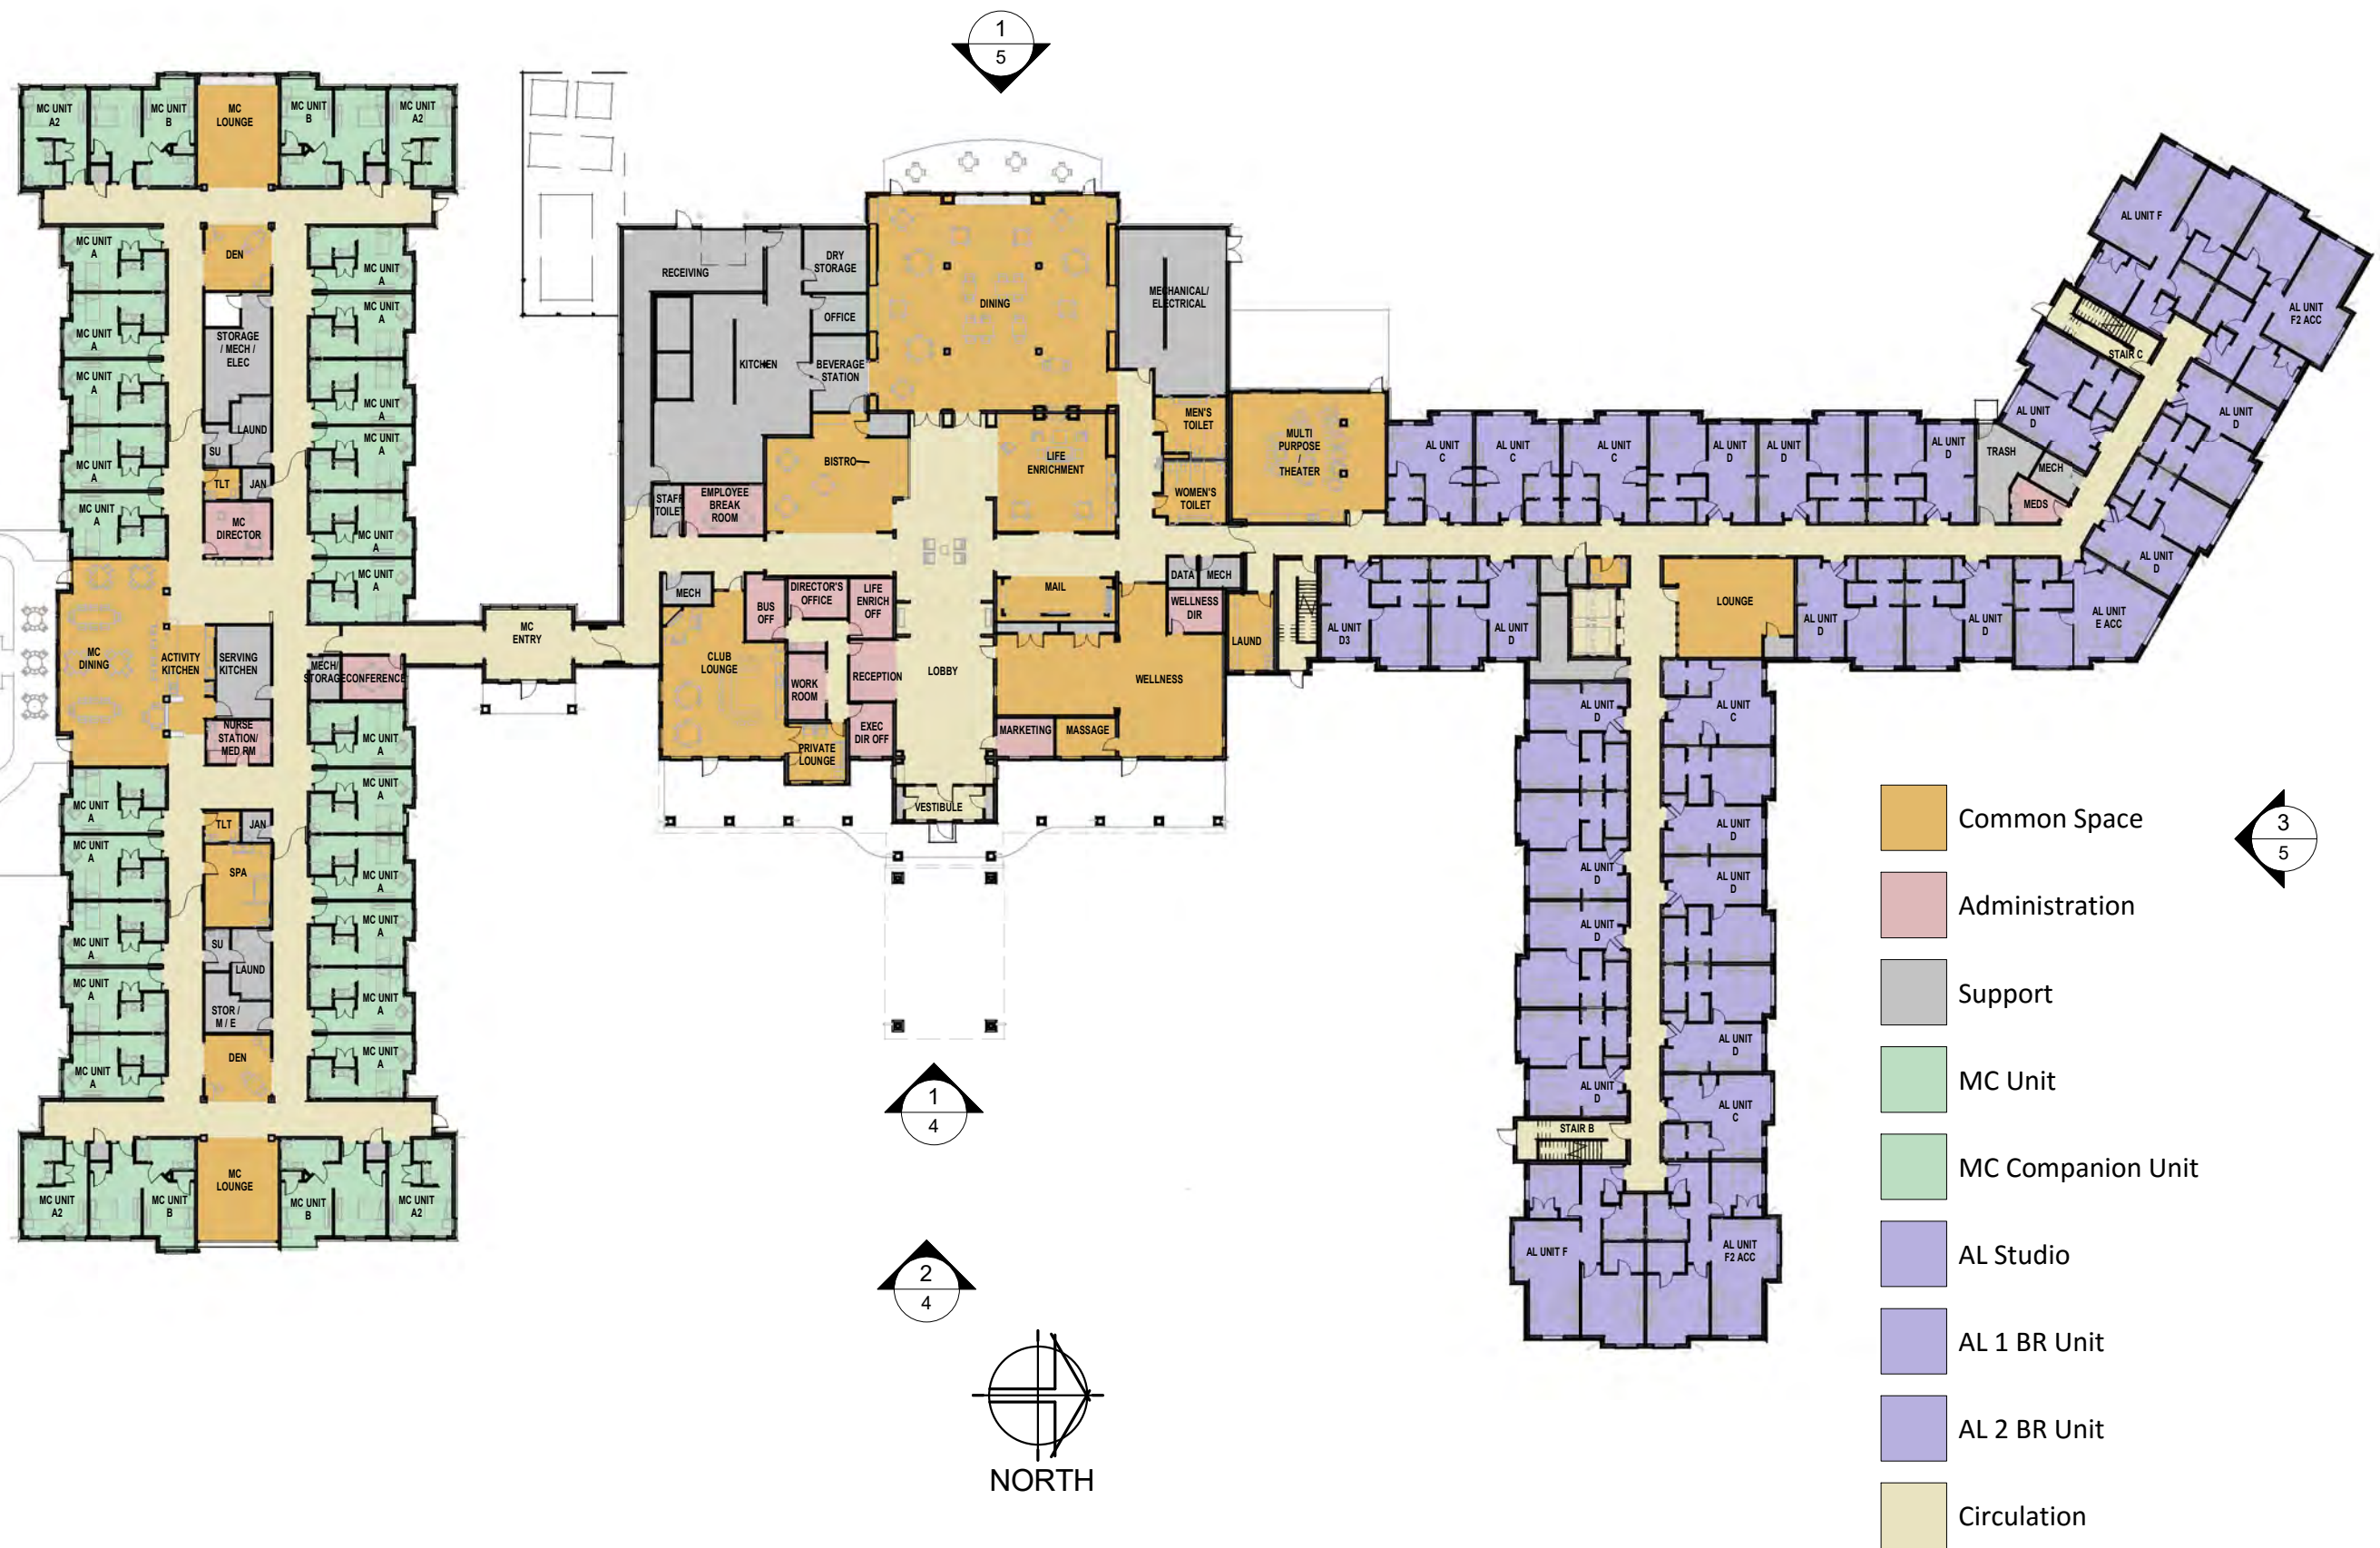 1
5
MC UNIT
A2
MC UNIT
B
MC
LOUNGE
MC UNIT
B
MC UNIT
A2
MC UNIT
A
DEN
MC UNIT
A
MC UNIT
A
MC UNIT
A
STORAGE
/ MECH /
ELEC
MC UNIT
A
MC UNIT
A
LAUND
SU
MC UNIT
A
MC UNIT
A
TLT
JAN
MC UNIT
A
MC
DIRECTOR
MC UNIT
A
MC UNIT
A
MC
DINING
ACTIVITY
KITCHEN
SERVING
KITCHEN
MECH/
STORAGE
CONFERENCE
NURSE
STATION/
MED RM
MC UNIT
A
MC UNIT
A
MC UNIT
A
TLT
JAN
MC UNIT
A
SPA
MC UNIT
A
MC UNIT
A
MC UNIT
A
SU
LAUND
MC UNIT
A
MC UNIT
A
STOR /
M / E
DEN
MC UNIT
A
MC UNIT
A
MC UNIT
A2
MC UNIT
B
MC
LOUNGE
MC UNIT
B
MC UNIT
A2
MC
ENTRY
RECEIVING
DRY
STORAGE
OFFICE
KITCHEN
BEVERAGE
STATION
DINING
MECHANICAL/
ELECTRICAL
BISTRO
LIFE
ENRICHMENT
MEN'S
TOILET
WOMEN'S
TOILET
MULTI
PURPOSE
/
THEATER
STAFF
TOILET
EMPLOYEE
BREAK
ROOM
MECH
BUS
OFF
DIRECTOR'S
OFFICE
LIFE
ENRICH
OFF
MAIL
DATA
MECH
WELLNESS
DIR
LAUND
CLUB
LOUNGE
WORK
ROOM
RECEPTION
LOBBY
WELLNESS
EXEC
DIR OFF
PRIVATE
LOUNGE
MARKETING
MASSAGE
VESTIBULE
AL UNIT
C
AL UNIT
C
AL UNIT
C
AL UNIT
D
AL UNIT
D
AL UNIT
D
TRASH
MECH
MEDS
AL UNIT F
AL UNIT
F2 ACC
STAIR C
AL UNIT
D
AL UNIT
D
AL UNIT
D
AL UNIT
E ACC
AL UNIT
D3
AL UNIT
D
LOUNGE
AL UNIT
D
AL UNIT
D
AL UNIT
D
AL UNIT
C
AL UNIT
D
AL UNIT
D
AL UNIT
D
AL UNIT
D
AL UNIT
D
AL UNIT
D
AL UNIT
C
STAIR B
AL UNIT F
AL UNIT
F2 ACC
1
4
2
4
NORTH
3
5
Common Space
Administration
Support
MC Unit
MC Companion Unit
AL Studio
AL 1 BR Unit
AL 2 BR Unit
Circulation